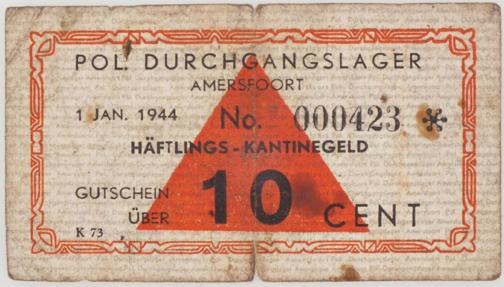 POL. DURCHGANGSLAGER
AMERSFOORT
1 JAN. 1944 No. 000423 *
HÄFTLINGS-KANTINEGELD
GUTSCHEIN
ÜBER 10 CENT
K 73